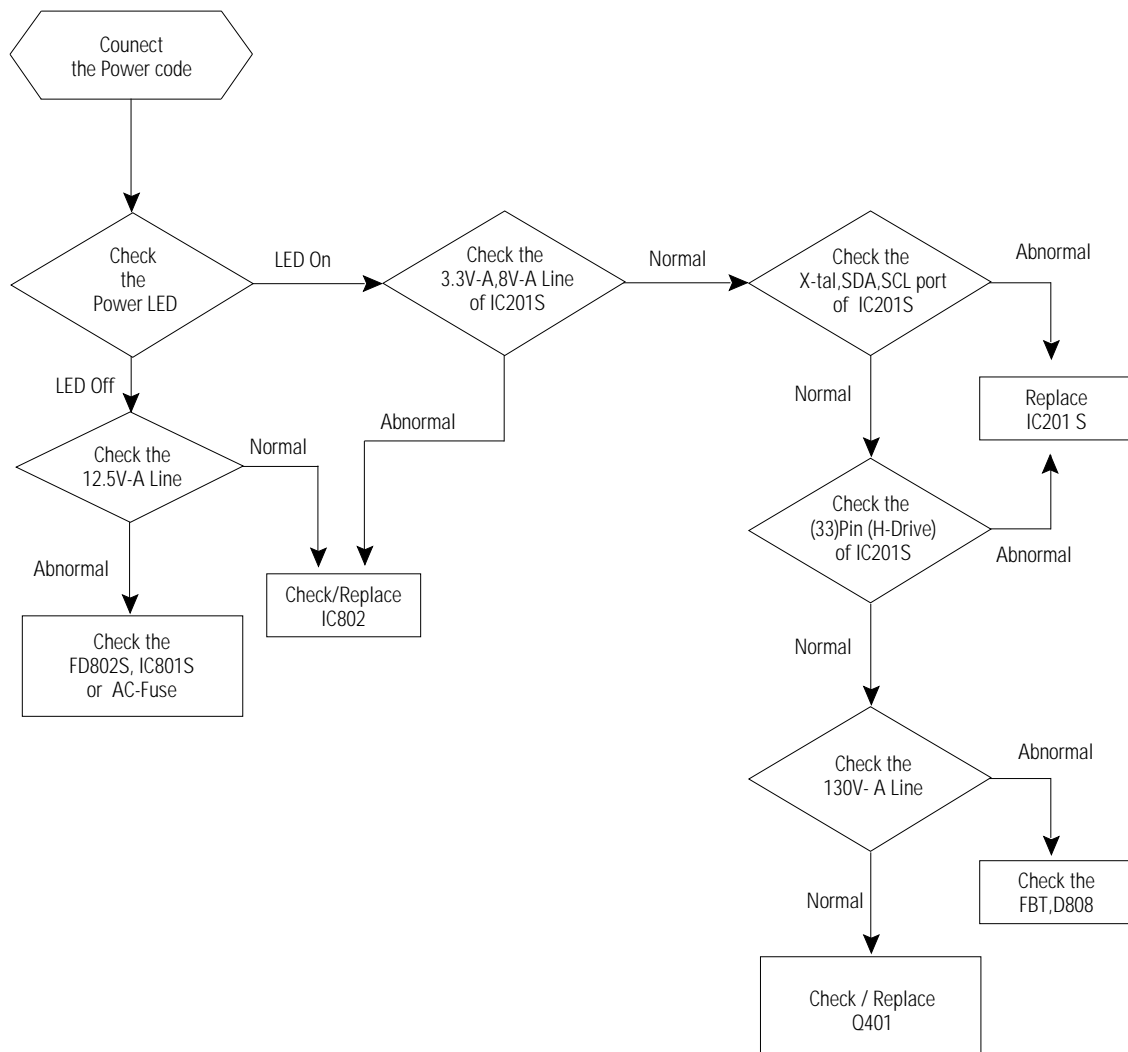 Counect
the Power code
Check
the
Power LED
LED On
Check the
3.3V-A,8V-A Line
of IC201S
Normal
Check the
X-tal,SDA,SCL port
of IC201S
Abnormal
LED Off
Check the
12.5V-A Line
Normal
Abnormal
Normal
Replace
IC201 S
Abnormal
Check/Replace
IC802
Check the
(33)Pin (H-Drive)
of IC201S
Abnormal
Check the
FD802S, IC801S
or AC-Fuse
Normal
Check the
130V- A Line
Abnormal
Check the
FBT,D808
Normal
Check / Replace
Q401